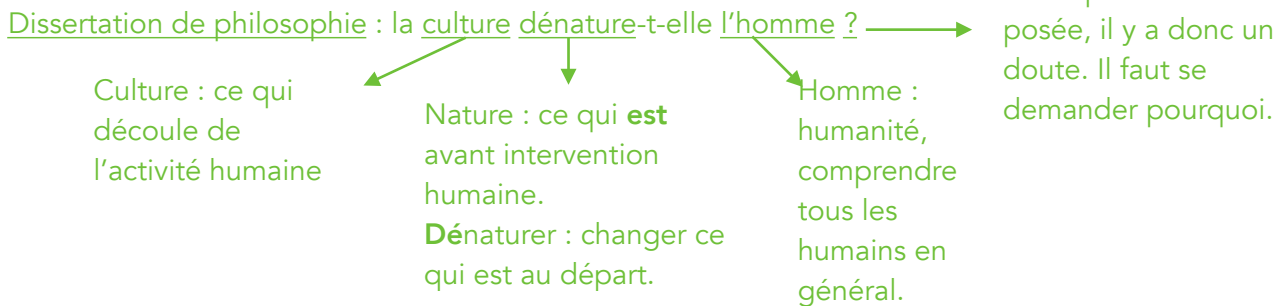 Dissertation de philosophie : la culture dénature-t-elle l'homme ?
posée, il y a donc un
doute. Il faut se
demander pourquoi.
Culture : ce qui
découle de
l'activité humaine
Nature : ce qui est
avant intervention
humaine.
Dénaturer : changer ce
qui est au départ.
Homme :
humanité,
comprendre
tous les
humains en
général.